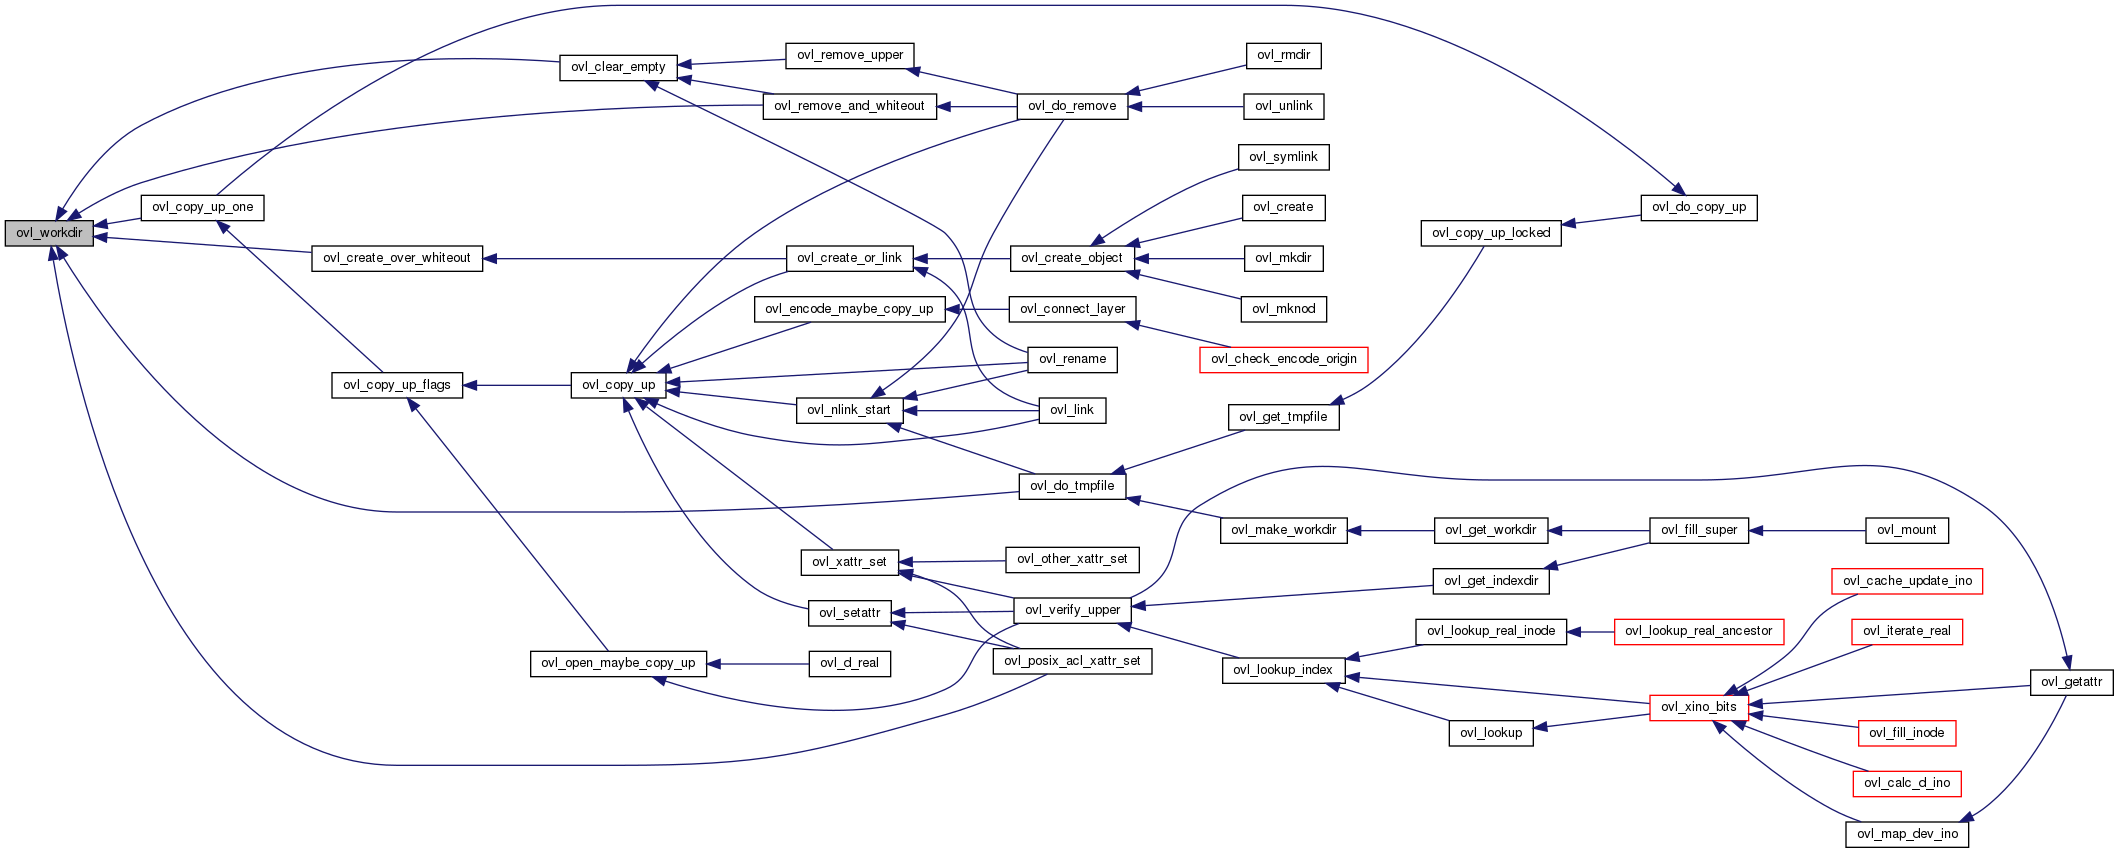 ovl_workdir
ovl_clear_empty
ovl_remove_upper
ovl_remove_and_whiteout
ovl_do_remove
ovl_rmdir
ovl_unlink
ovl_copy_up_one
ovl_create_over_whiteout
ovl_create_or_link
ovl_create_object
ovl_symlink
ovl_create
ovl_mkdir
ovl_mknod
ovl_copy_up_locked
ovl_do_copy_up
ovl_encode_maybe_copy_up
ovl_connect_layer
ovl_check_encode_origin
ovl_rename
ovl_copy_up_flags
ovl_copy_up
ovl_nlink_start
ovl_link
ovl_get_tmpfile
ovl_do_tmpfile
ovl_make_workdir
ovl_get_workdir
ovl_fill_super
ovl_mount
ovl_xattr_set
ovl_other_xattr_set
ovl_get_indexdir
ovl_cache_update_ino
ovl_setattr
ovl_verify_upper
ovl_lookup_real_inode
ovl_lookup_real_ancestor
ovl_iterate_real
ovl_open_maybe_copy_up
ovl_d_real
ovl_posix_acl_xattr_set
ovl_lookup_index
ovl_getattr
ovl_xino_bits
ovl_lookup
ovl_fill_inode
ovl_calc_d_ino
ovl_map_dev_ino